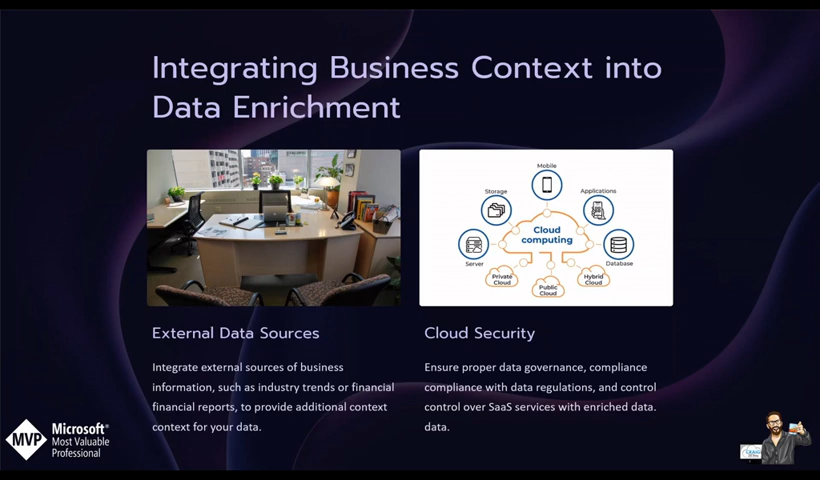 Integrating Business Context into
Data Enrichment
Mobile
Storage
Applications
Cloud
computing
Server
Database
Private
Cloud
Public
Cloud
Hybrid
Cloud
External Data Sources
Integrate external sources of business
information, such as industry trends or financial
financial reports, to provide additional context
context for your data.
Cloud Security
Ensure proper data governance, compliance
compliance with data regulations, and control
control over SaaS services with enriched data.
data.
MVP
Microsoft®
Most Valuable
Professional